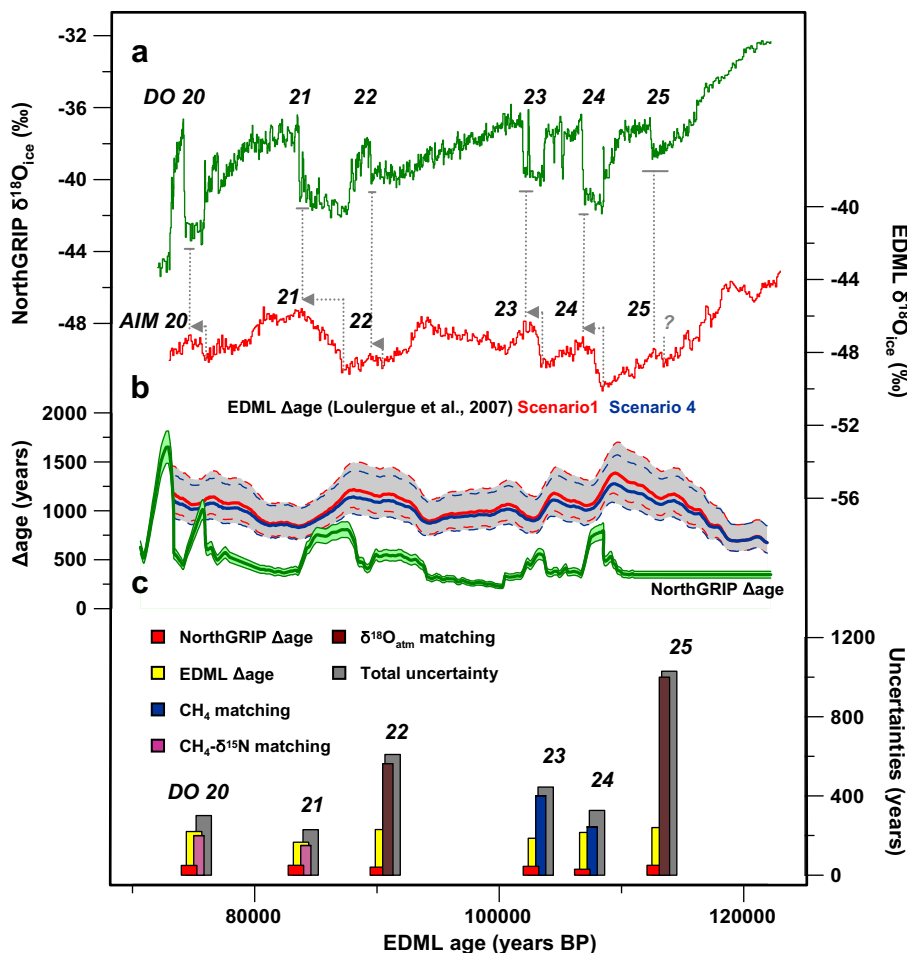 a
-32
-36
-40
-44
-48
NorthGRIP δ¹⁸O_ice (‰)
DO 20
21
22
23
24
25
-40
-44
-48
-52
-56
EDML δ¹⁸O_ice (‰)
AIM 20
21
22
23
24
25
?
b
EDML Δage (Loulergue et al., 2007) Scenario1 Scenario 4
2000
1500
1000
500
0
Δage (years)
NorthGRIP Δage
c
NorthGRIP Δage
EDML Δage
CH₄ matching
CH₄-δ¹⁵N matching
δ¹⁸O_atm matching
Total uncertainty
DO 20
21
22
23
24
25
1200
800
400
0
Uncertainties (years)
80000
100000
120000
EDML age (years BP)